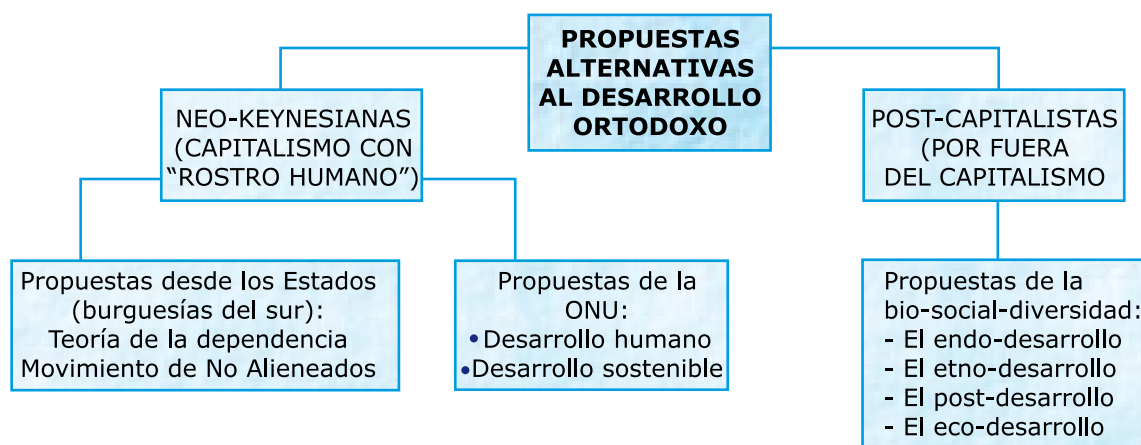 PROPUESTAS
ALTERNATIVAS
AL DESARROLLO
ORTODOXO
NEO-KEYNESIANAS
(CAPITALISMO CON
“ROSTRO HUMANO”)
POST-CAPITALISTAS
(POR FUERA
DEL CAPITALISMO
Propuestas desde los Estados
(burguesías del sur):
Teoría de la dependencia
Movimiento de No Alieneados
Propuestas de la
ONU:
• Desarrollo humano
• Desarrollo sostenible
Propuestas de la
bio-social-diversidad:
- El endo-desarrollo
- El etno-desarrollo
- El post-desarrollo
- El eco-desarrollo